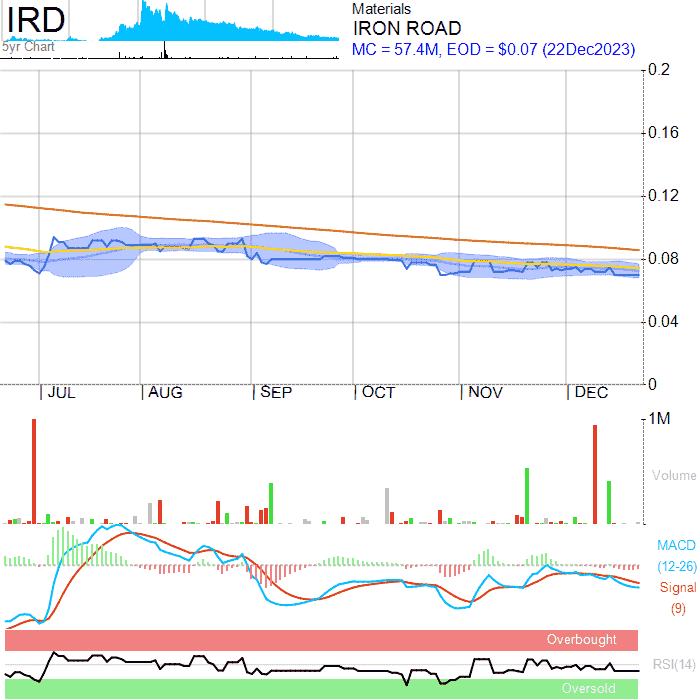 IRD
5yr Chart
Materials
IRON ROAD
MC = 57.4M, EOD = $0.07 (22Dec2023)
0.2
0.16
0.12
0.08
0.04
0
JUL AUG SEP OCT NOV DEC
1M
Volume
MACD
(12-26)
Signal
(9)
Overbought
RSI(14)
Oversold